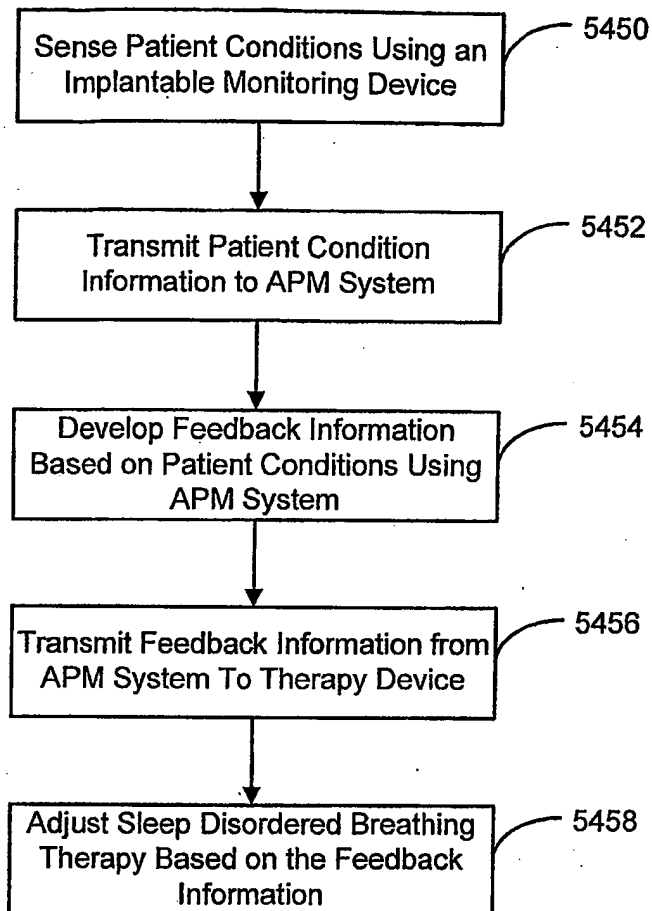 Sense Patient Conditions Using an
Implantable Monitoring Device
5450
Transmit Patient Condition
Information to APM System
5452
Develop Feedback Information
Based on Patient Conditions Using
APM System
5454
Transmit Feedback Information from
APM System To Therapy Device
5456
Adjust Sleep Disordered Breathing
Therapy Based on the Feedback
Information
5458